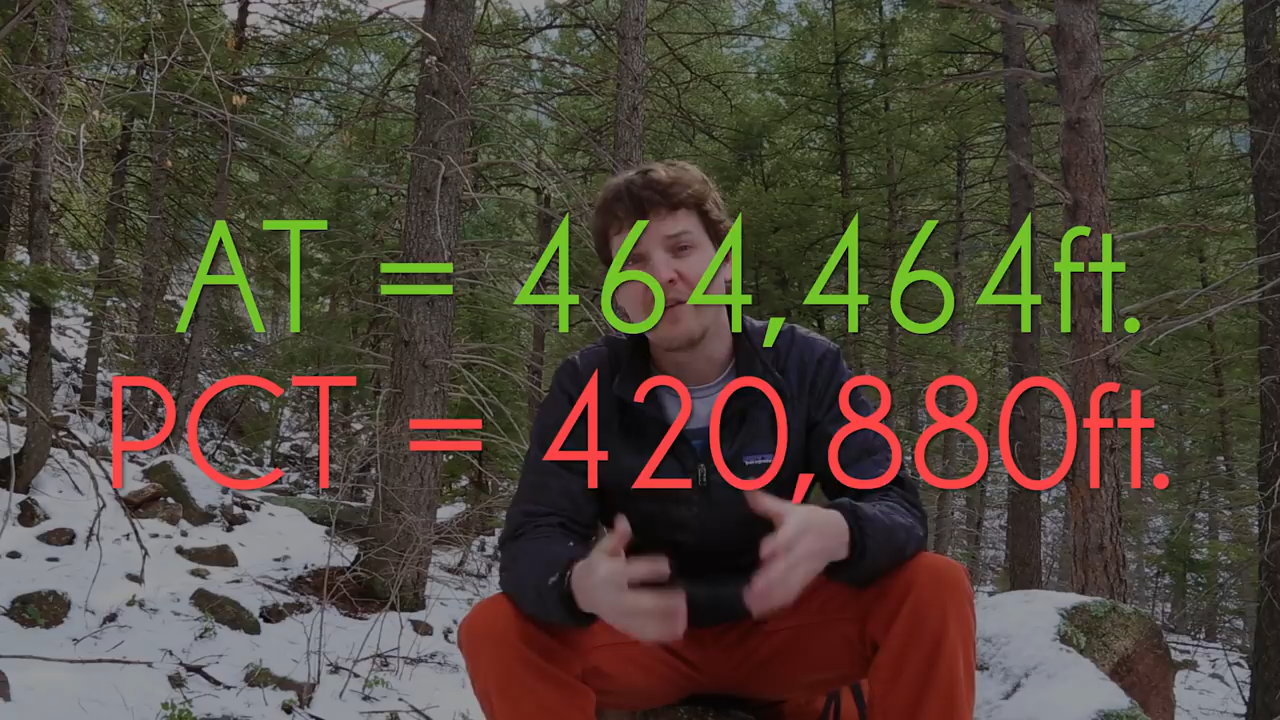 AT = 464,464ft.
PCT = 420,880ft.